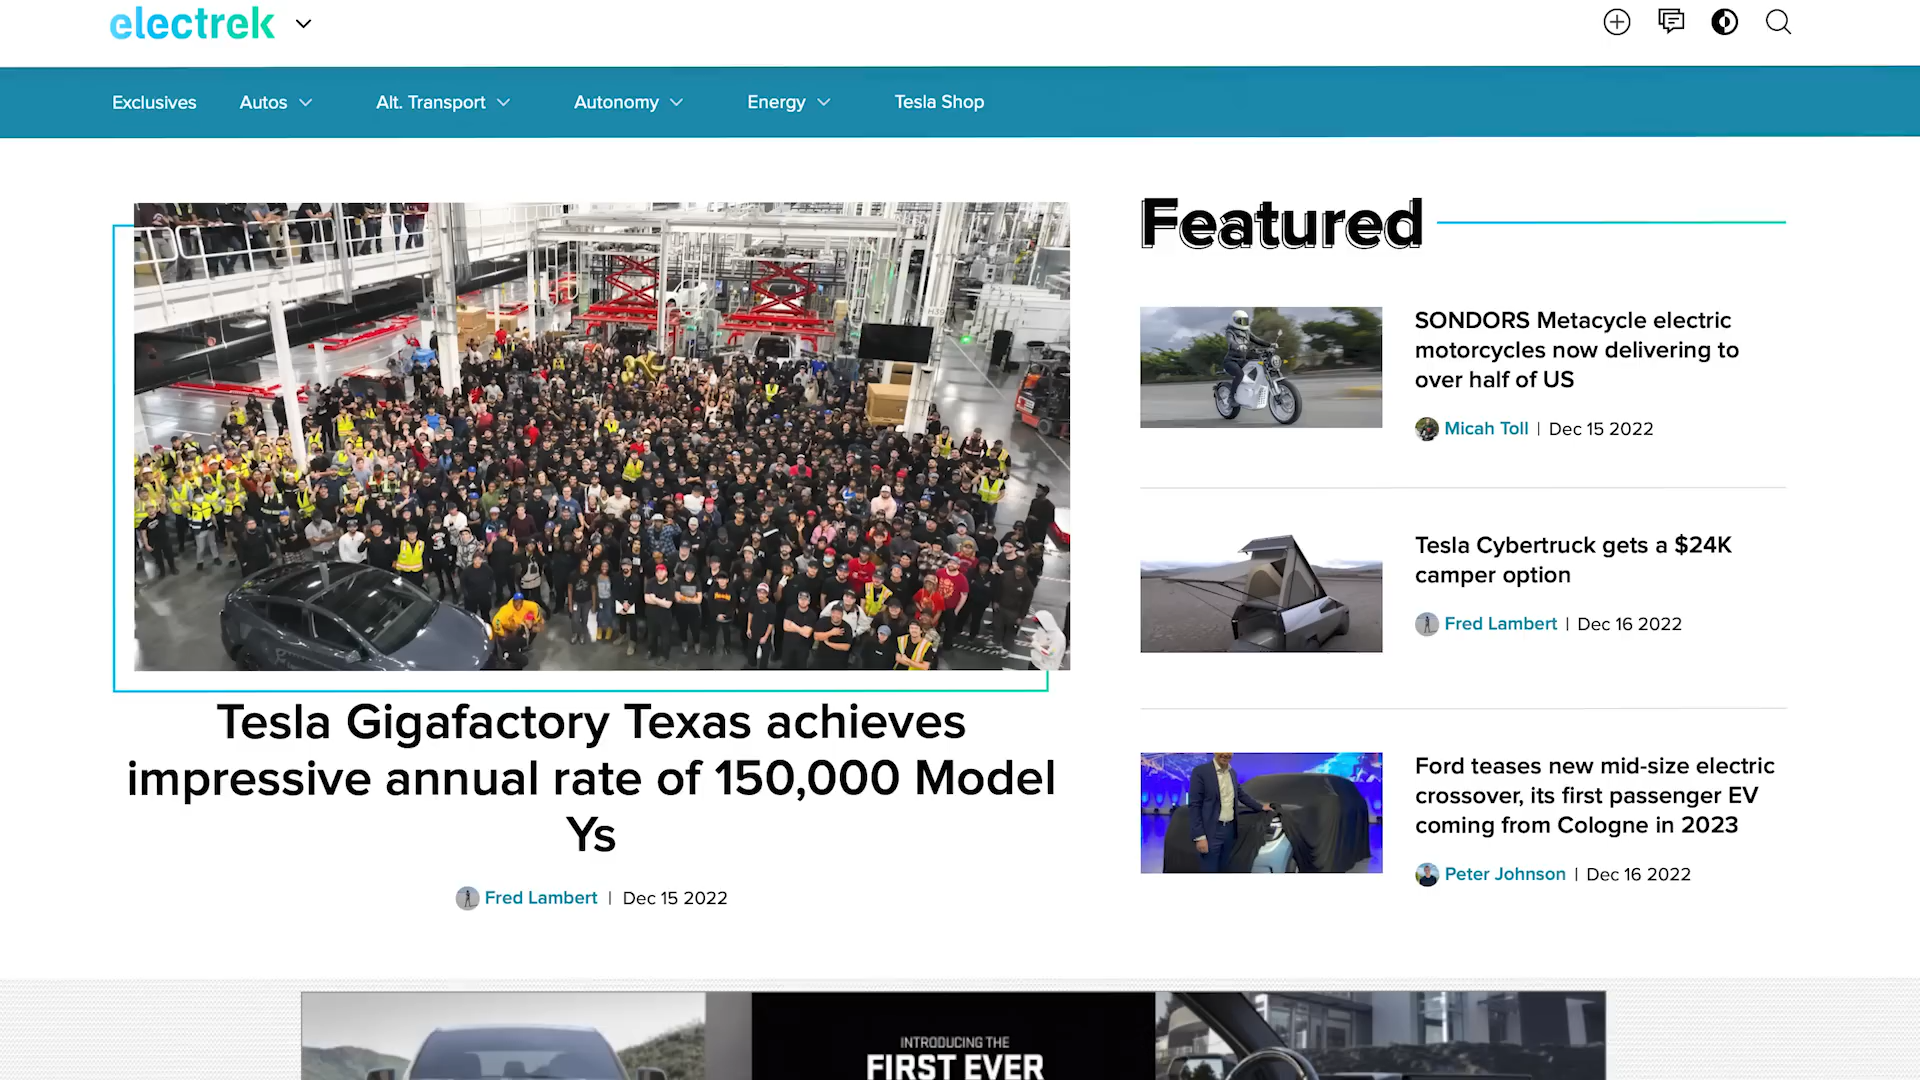 electrek
Exclusives
Autos
Alt. Transport
Autonomy
Energy
Tesla Shop
Tesla Gigafactory Texas achieves
impressive annual rate of 150,000 Model
Ys
Fred Lambert | Dec 15 2022
Featured
SONDORS Metacycle electric
motorcycles now delivering to
over half of US
Micah Toll | Dec 15 2022
Tesla Cybertruck gets a $24K
camper option
Fred Lambert | Dec 16 2022
Ford teases new mid-size electric
crossover, its first passenger EV
coming from Cologne in 2023
Peter Johnson | Dec 16 2022
INTRODUCING THE
FIRST EVER